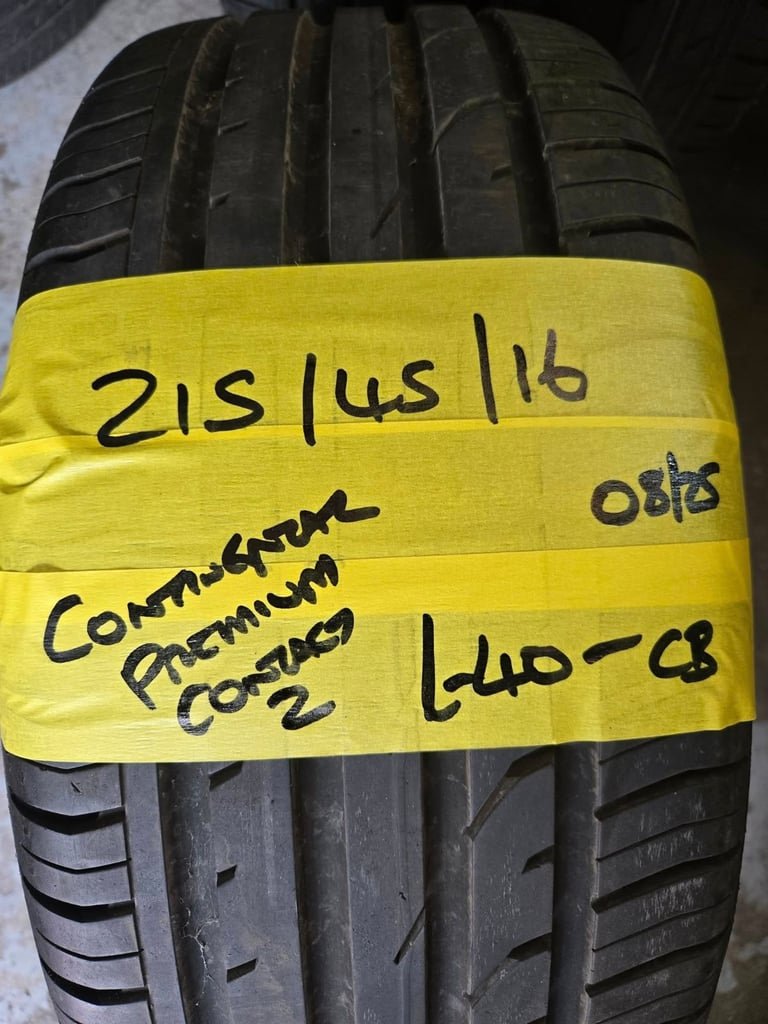 215/45/16
08/25
CONTINENTAL
PREMIUM
CONTACT
2
L-40-CB